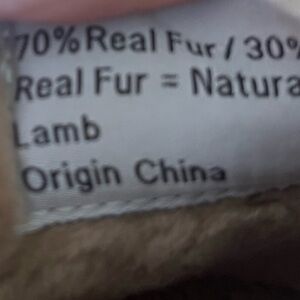 70% Real Fur / 30%
Real Fur = Natura
Lamb
Origin China